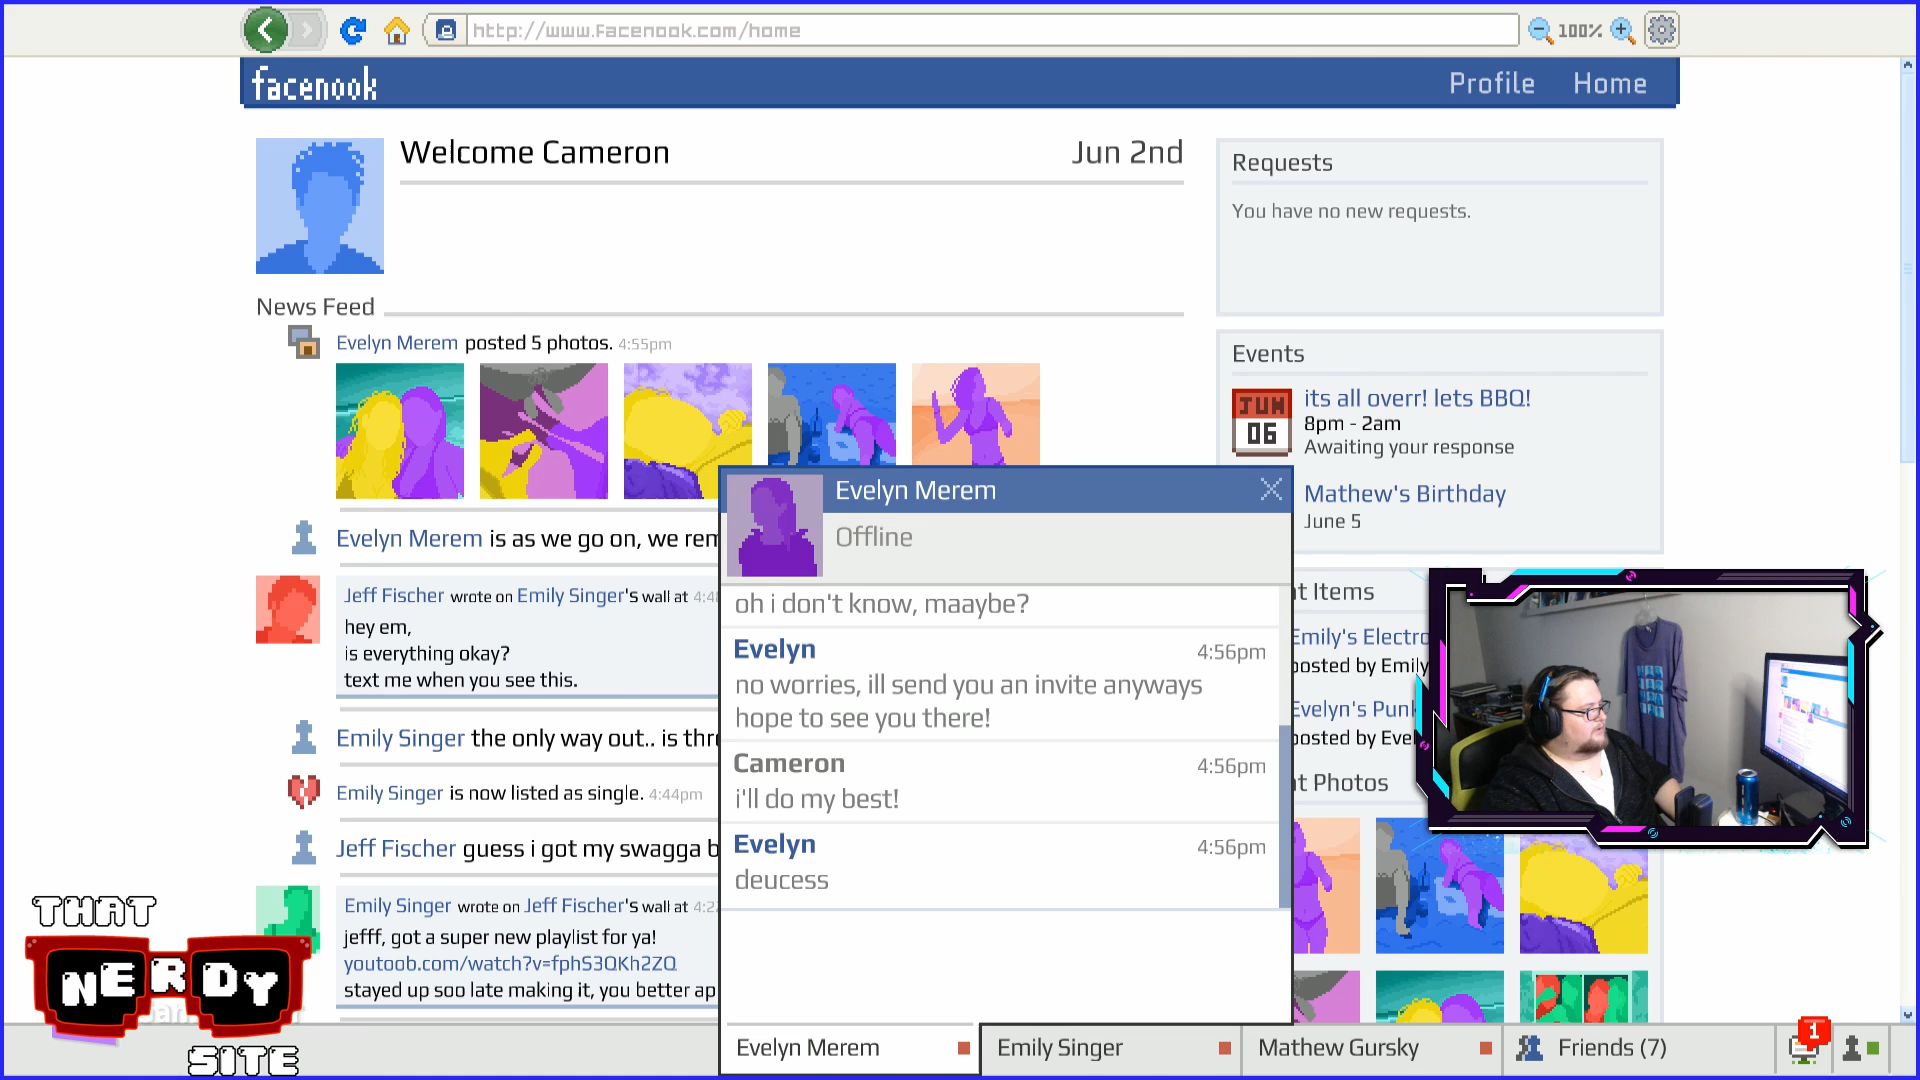 http://www.facenook.com/home
100%
facenook
Profile
Home
Welcome Cameron
Jun 2nd
News Feed
Evelyn Merem posted 5 photos. 4:55pm
Evelyn Merem is as we go on, we rem
Jeff Fischer wrote on Emily Singer's wall at
hey em,
is everything okay?
text me when you see this.
Emily Singer the only way out.. is thr
Emily Singer is now listed as single. 4:44pm
Jeff Fischer guess i got my swagga b
Emily Singer wrote on Jeff Fischer's wall at
jefff, got a super new playlist for ya!
youtoob.com/watch?v=fphS3QKh2ZQ
stayed up soo late making it, you better ap
Requests
You have no new requests.
Events
JUN
06
its all overr! lets BBQ!
8pm - 2am
Awaiting your response
Mathew's Birthday
June 5
t Items
Emily's Electro
posted by Emily
Evelyn's Punk
posted by Eve
t Photos
Evelyn Merem
Offline
oh i don't know, maaybe?
Evelyn 4:56pm
no worries, ill send you an invite anyways
hope to see you there!
Cameron 4:56pm
i'll do my best!
Evelyn 4:56pm
deucess
THAT
NERDY
SITE
Evelyn Merem
Emily Singer
Mathew Gursky
Friends (7)
1